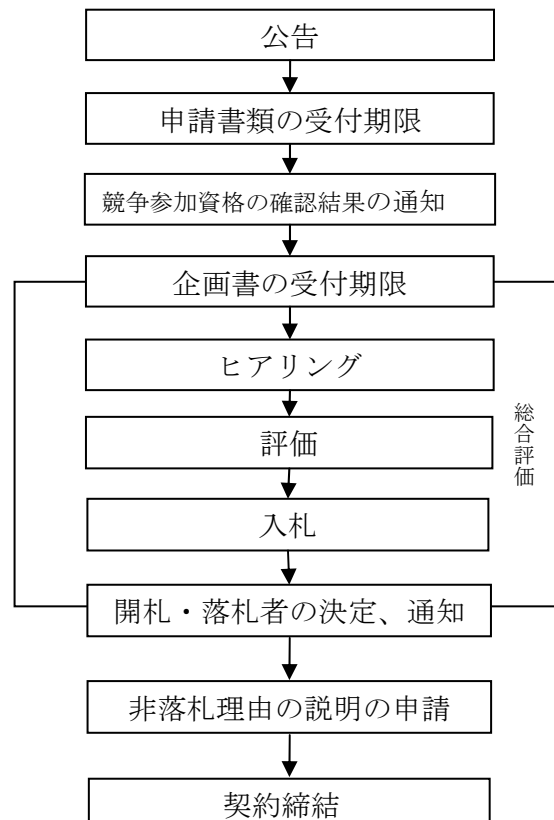 公告
申請書類の受付期限
競争参加資格の確認結果の通知
企画書の受付期限
ヒアリング
評価
総合評価
入札
開札・落札者の決定、通知
非落札理由の説明の申請
契約締結